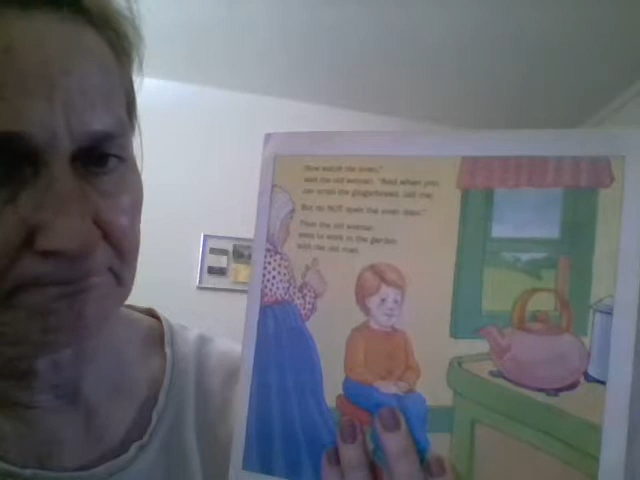 "Now watch the oven,"
said the old woman. "And when you
can smell the gingerbread, call me.
But do NOT open the oven door."
Then the old woman
went to work in the garden
with the old man.